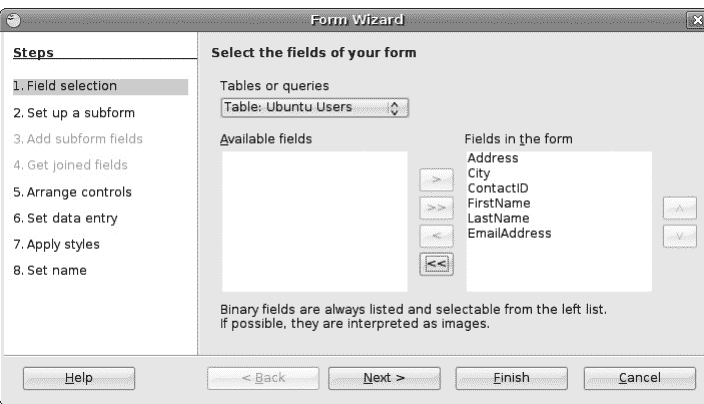 Form Wizard
Steps
1. Field selection
2. Set up a subform
3. Add subform fields
4. Get joined fields
5. Arrange controls
6. Set data entry
7. Apply styles
8. Set name
Select the fields of your form
Tables or queries
Table: Ubuntu Users
Available fields
Fields in the form
Address
City
ContactID
FirstName
LastName
EmailAddress
>
>>
<
<<
Binary fields are always listed and selectable from the left list.
If possible, they are interpreted as images.
Help
< Back
Next >
Finish
Cancel